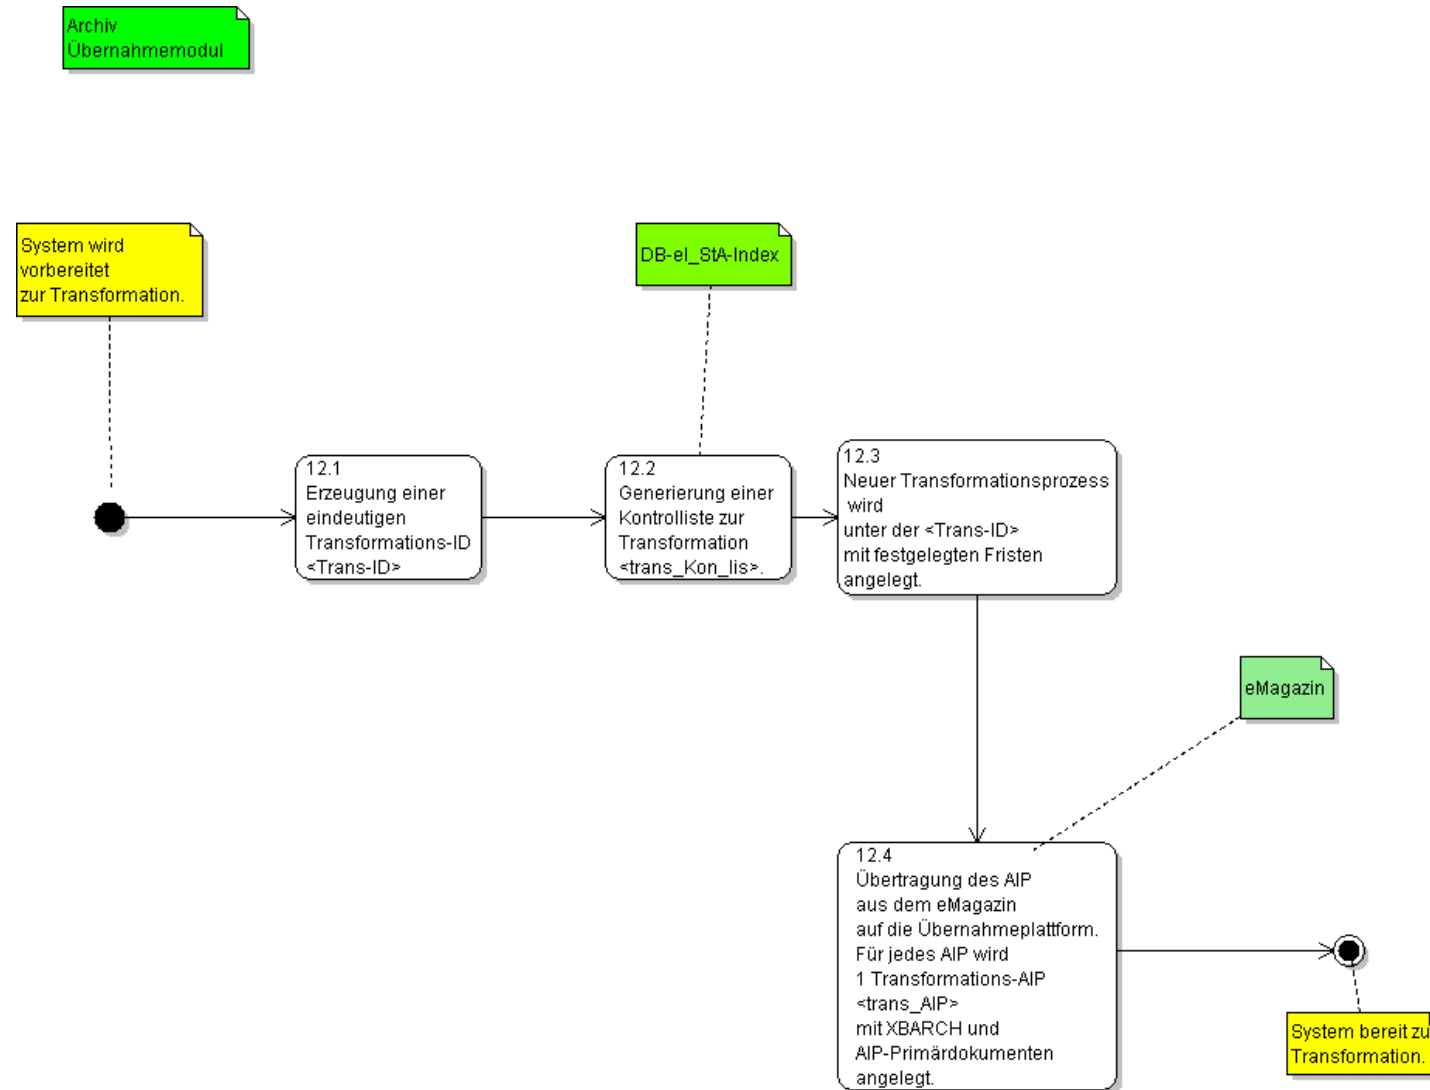 Archiv
Übernahmemodul
System wird
vorbereitet
zur Transformation.
DB-el_StA-Index
12.1
Erzeugung einer
eindeutigen
Transformations-ID
<Trans-ID>
12.2
Generierung einer
Kontrolliste zur
Transformation
<trans_Kon_lis>.
12.3
Neuer Transformationsprozess
wird
unter der <Trans-ID>
mit festgelegten Fristen
angelegt.
eMagazin
12.4
Übertragung des AIP
aus dem eMagazin
auf die Übernahmeplattform.
Für jedes AIP wird
1 Transformations-AIP
<trans_AIP>
mit XBARCH und
AIP-Primärdokumenten
angelegt.
System bereit zu
Transformation.